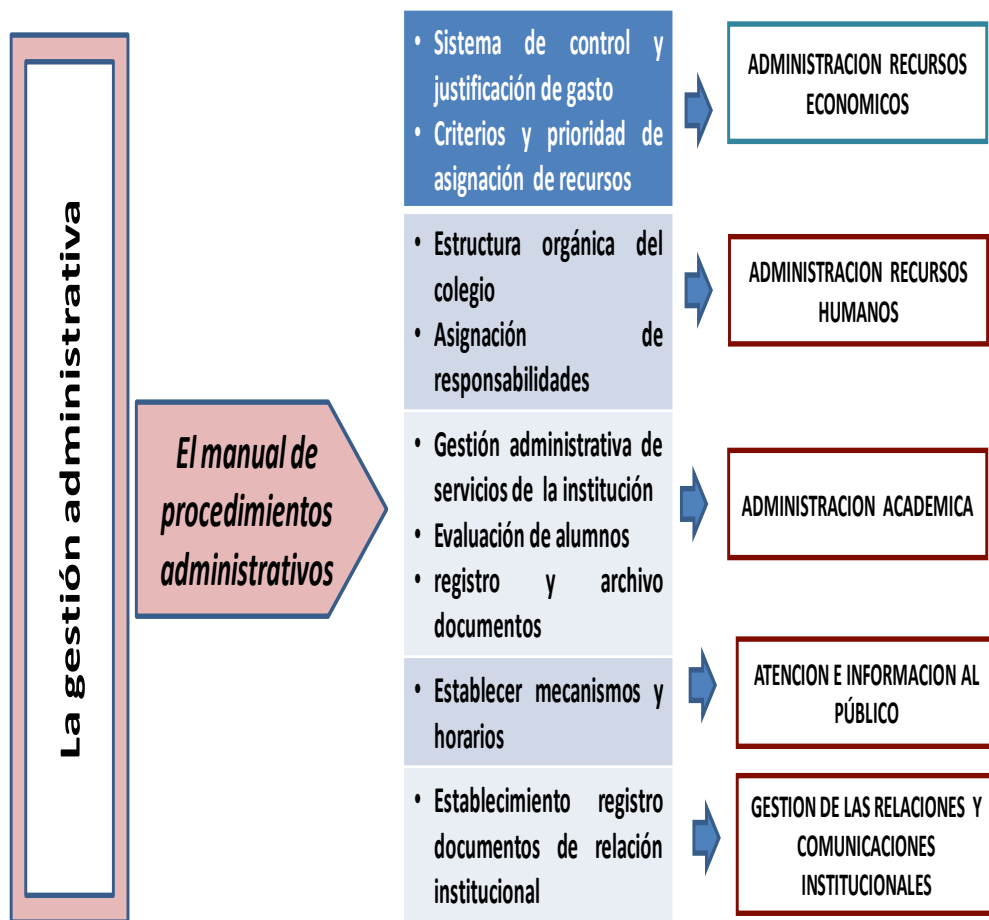 La gestión administrativa
El manual de
procedimientos
administrativos
• Sistema de control y
justificación de gasto
• Criterios y prioridad de
asignación de recursos
ADMINISTRACION RECURSOS
ECONOMICOS
• Estructura orgánica del
colegio
• Asignación de
responsabilidades
ADMINISTRACION RECURSOS
HUMANOS
• Gestión administrativa de
servicios de la institución
• Evaluación de alumnos
• registro y archivo
documentos
ADMINISTRACION ACADEMICA
• Establecer mecanismos y
horarios
ATENCION E INFORMACION AL
PÚBLICO
• Establecimiento registro
documentos de relación
institucional
GESTION DE LAS RELACIONES Y
COMUNICACIONES
INSTITUCIONALES